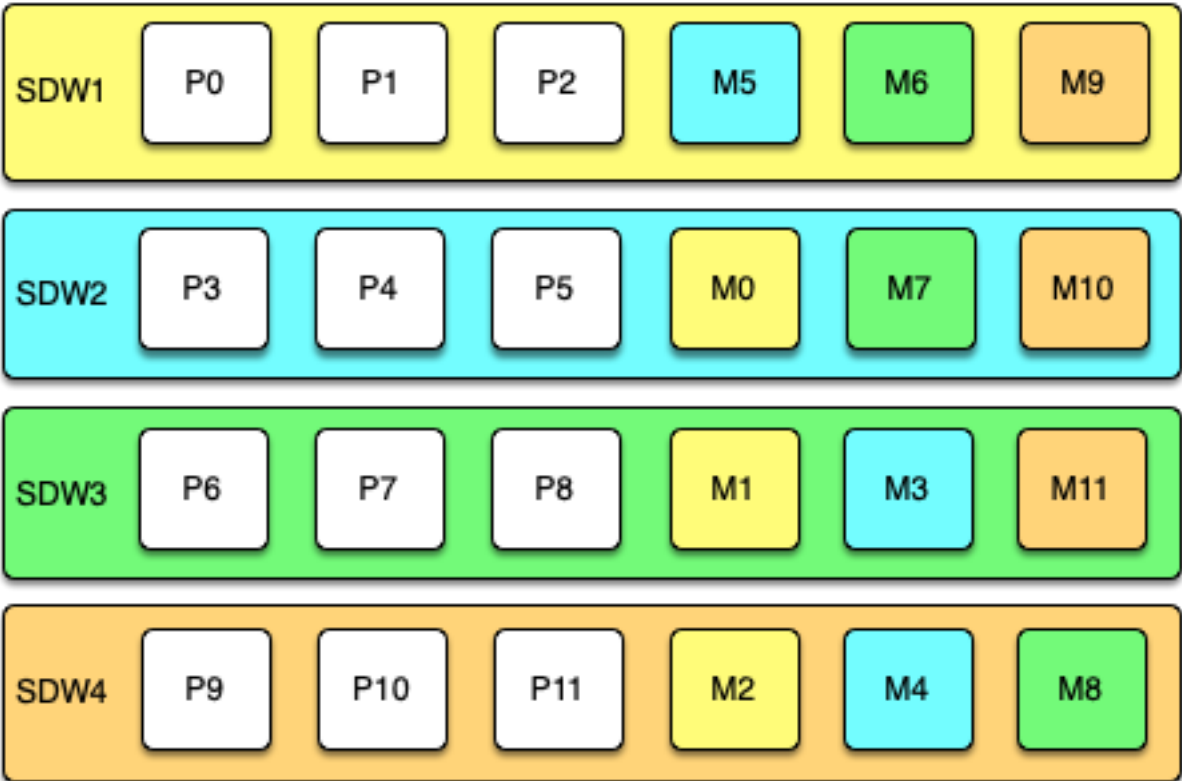 SDW1 P0 P1 P2 M5 M6 M9
SDW2 P3 P4 P5 M0 M7 M10
SDW3 P6 P7 P8 M1 M3 M11
SDW4 P9 P10 P11 M2 M4 M8